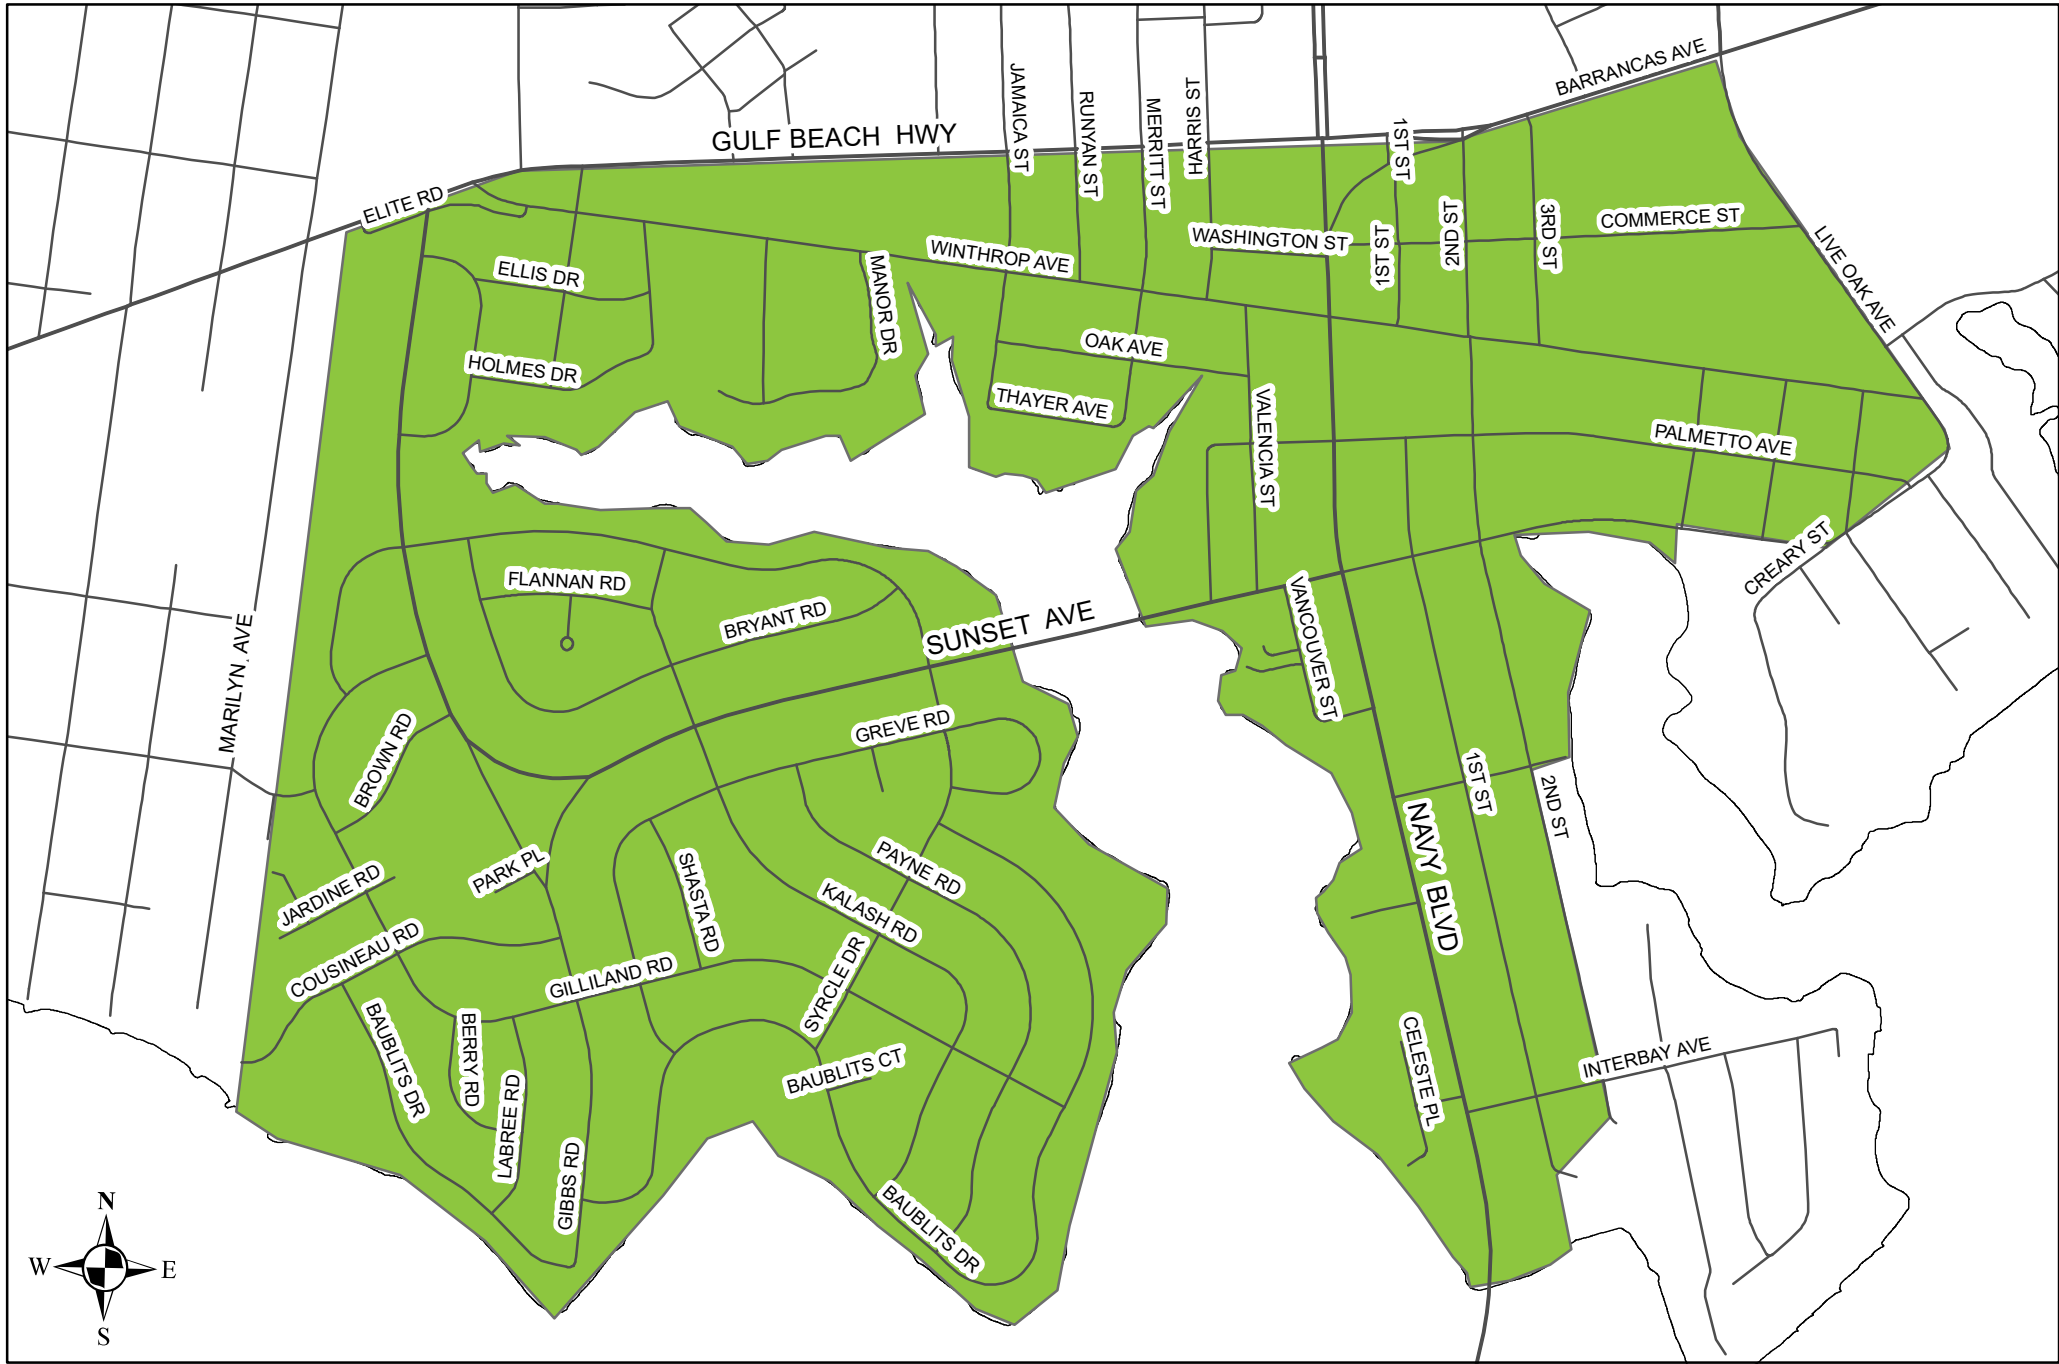 BARRANCAS AVE
JAMAICA ST
RUNYAN ST
MERRITT ST
HARRIS ST
GULF BEACH HWY
1ST ST
ELITE RD
WASHINGTON ST
1ST ST
2ND ST
3RD ST
COMMERCE ST
LIVE OAK AVE
WINTHROP AVE
MANOR DR
ELLIS DR
OAK AVE
HOLMES DR
THAYER AVE
VALENCIA ST
PALMETTO AVE
CREARY ST
FLANNAN RD
BRYANT RD
SUNSET AVE
VANCOUVER ST
MARILYN AVE
BROWN RD
GREVE RD
1ST ST
2ND ST
NAVY BLVD
PARK PL
JARDINE RD
SHASTA RD
PAYNE RD
KALASH RD
COUSINEAU RD
GILLILAND RD
SYRCLE DR
BAUBLITS DR
BERRY RD
LABREE RD
BAUBLITS CT
CELESTE PL
INTERBAY AVE
GIBBS RD
BAUBLITS DR
N
W E
S